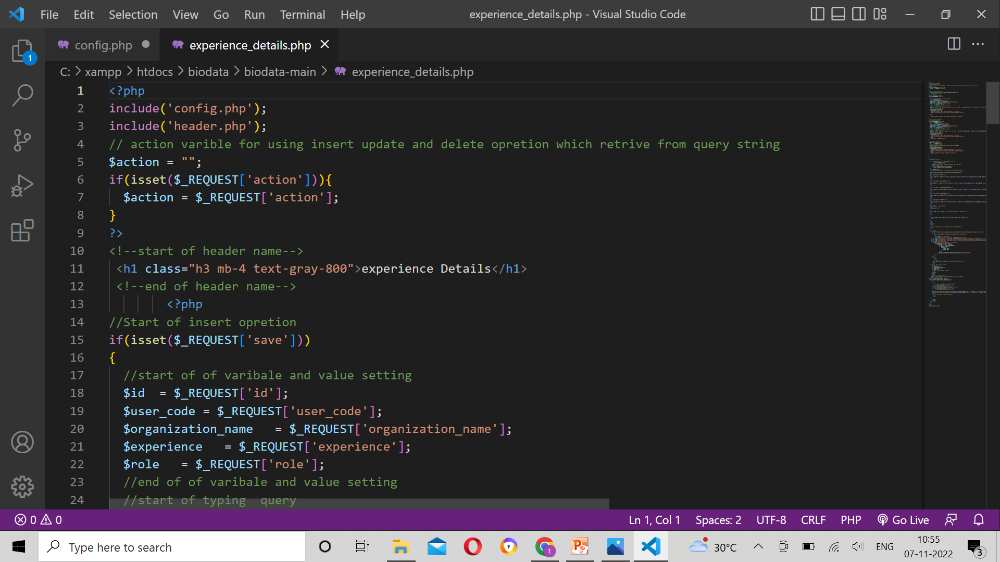 File Edit Selection View Go Run Terminal Help experience_details.php - Visual Studio Code
config.php experience_details.php
C: > xampp > htdocs > biodata > biodata-main > experience_details.php
1 <?php
2 include('config.php');
3 include('header.php');
4 // action varible for using insert update and delete opretion which retrive from query string
5 $action = "";
6 if(isset($_REQUEST['action'])){
7 $action = $_REQUEST['action'];
8 }
9 ?>
10 <!--start of header name-->
11 <h1 class="h3 mb-4 text-gray-800">experience Details</h1>
12 <!--end of header name-->
13 <?php
14 //Start of insert opretion
15 if(isset($_REQUEST['save']))
16 {
17 //start of of varibale and value setting
18 $id  = $_REQUEST['id'];
19 $user_code = $_REQUEST['user_code'];
20 $organization_name   = $_REQUEST['organization_name'];
21 $experience   = $_REQUEST['experience'];
22 $role   = $_REQUEST['role'];
23 //end of of varibale and value setting
24 //start of typing  query
1
0 0 Ln 1, Col 1 Spaces: 2 UTF-8 CRLF PHP Go Live
Type here to search 30°C ENG 10:55
07-11-2022 3